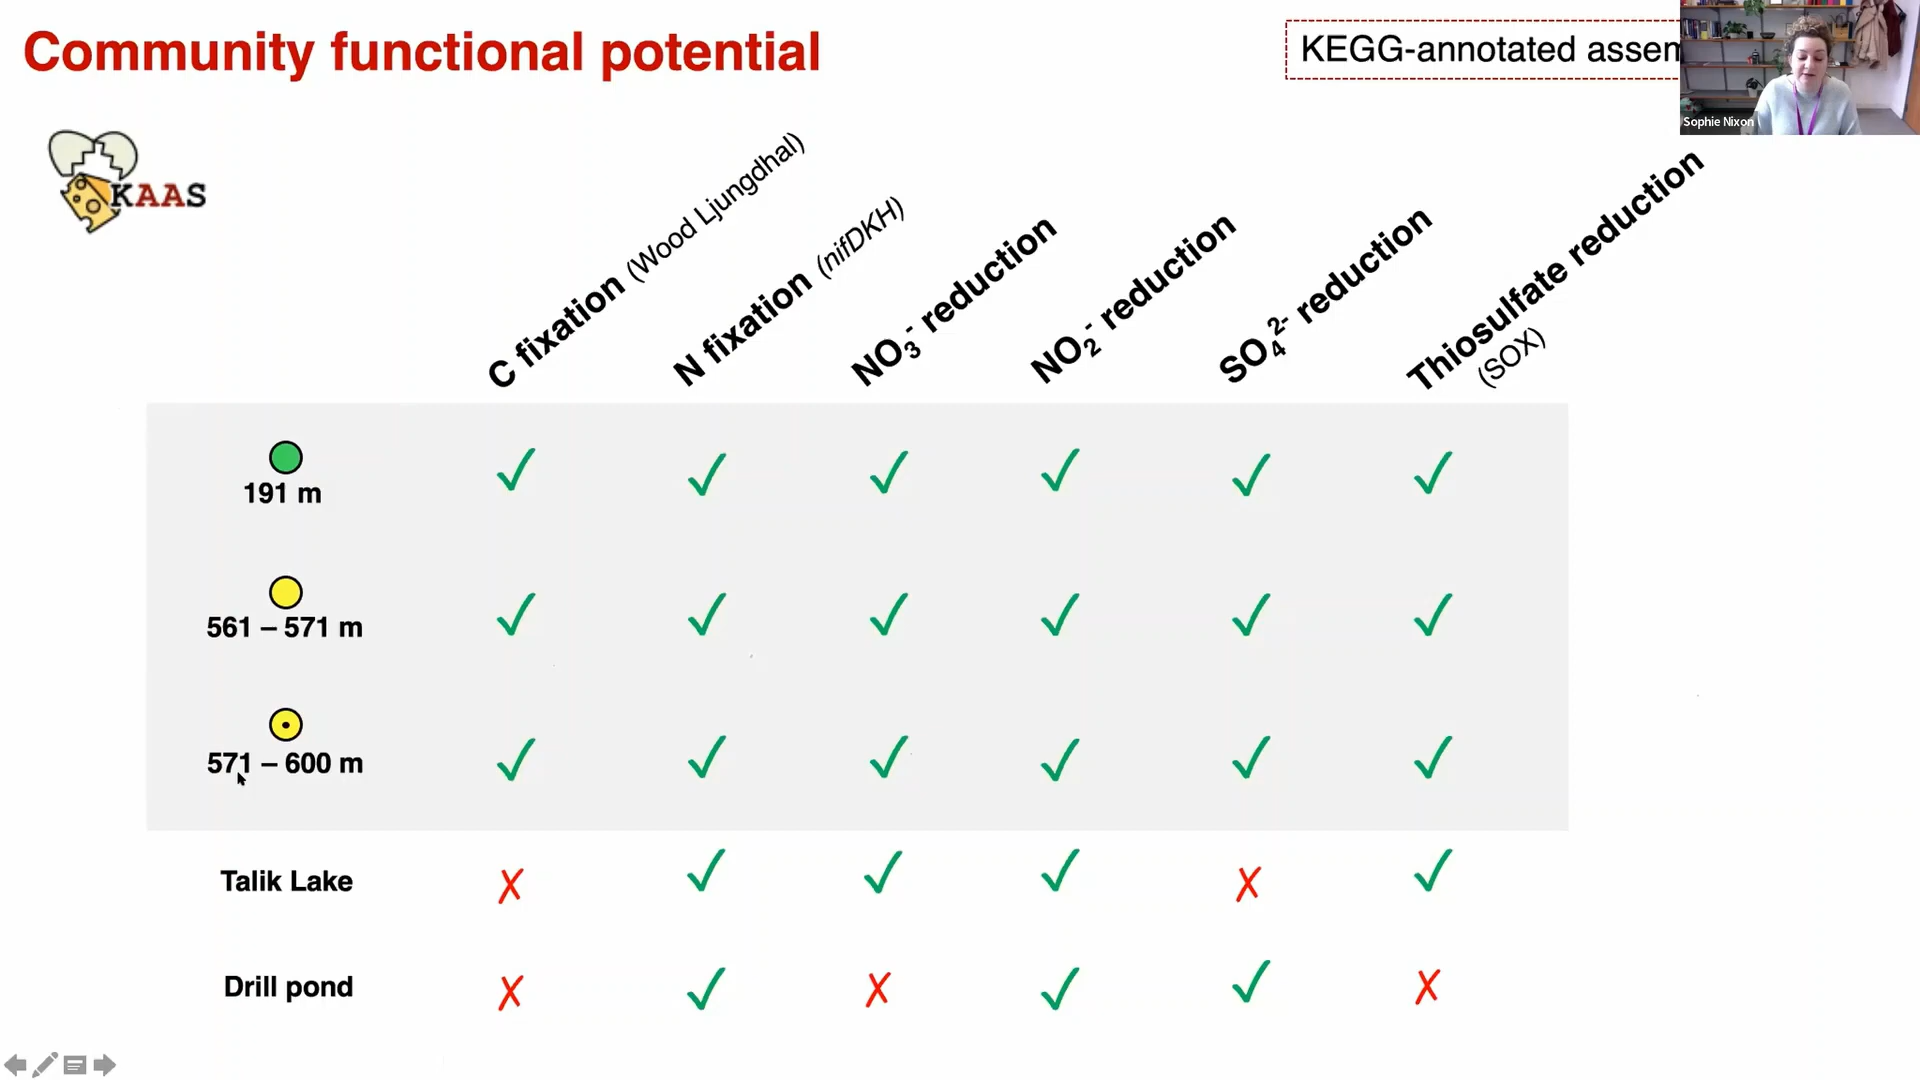 Community functional potential
KEGG-annotated assem
Sophie Nixon
KAAS
C fixation (Wood Ljungdhal)
N fixation (nifDKH)
NO3- reduction
NO2- reduction
SO42- reduction
Thiosulfate reduction
(SOX)
191 m
561 – 571 m
571 – 600 m
Talik Lake
Drill pond